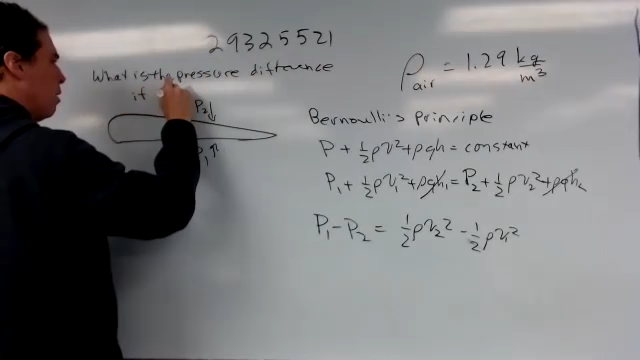 29325521
What is the pressure difference
if
P₂↓
P₁↑
ρair = 1.29 kg/m³
Bernoulli's principle
P + ½ρv² + ρgh = constant
P₁ + ½ρv₁² + ρgh₁ = P₂ + ½ρv₂² + ρgh₂
P₁ - P₂ = ½ρv₂² - ½ρv₁²